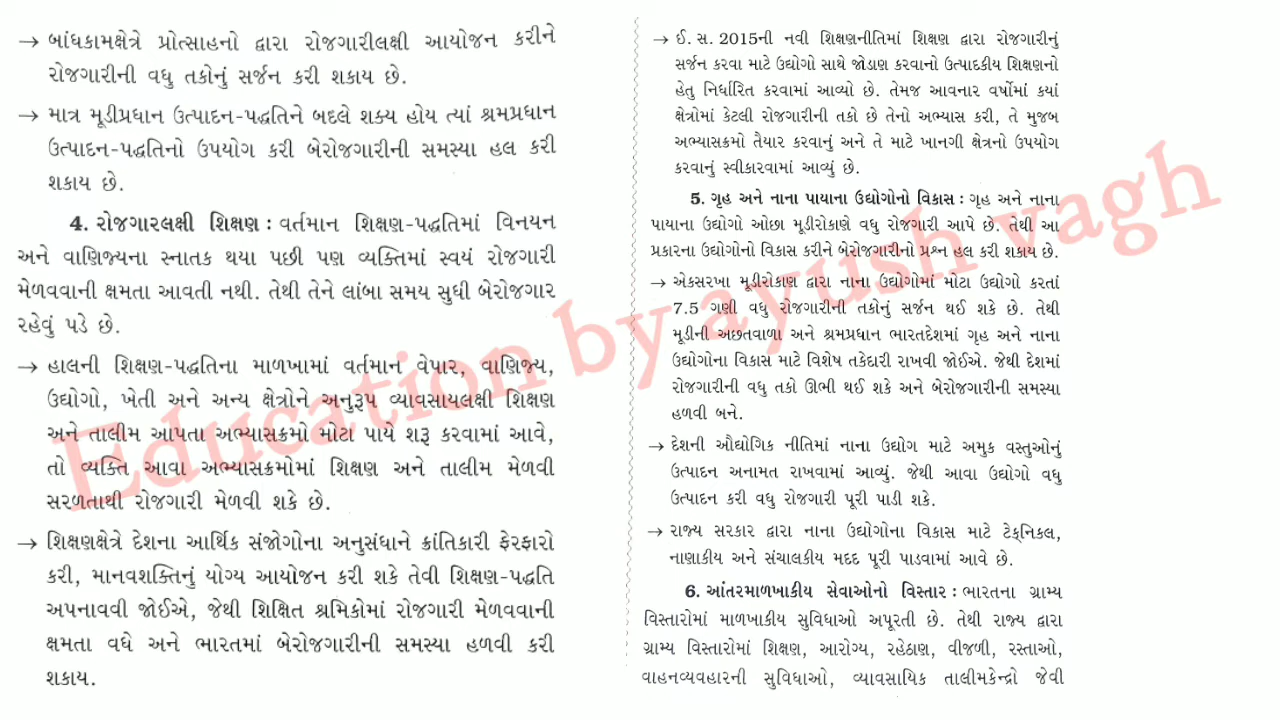 → બાંધકામક્ષેત્રે પ્રોત્સાહનો દ્વારા રોજગારીલક્ષી આયોજન કરીને
રોજગારીની વધુ તકોનું સર્જન કરી શકાય છે.
→ માત્ર મૂડીપ્રધાન ઉત્પાદન-પદ્ધતિને બદલે શક્ય હોય ત્યાં શ્રમપ્રધાન
ઉત્પાદન-પદ્ધતિનો ઉપયોગ કરી બેરોજગારીની સમસ્યા હલ કરી
શકાય છે.
4. રોજગારલક્ષી શિક્ષણ : વર્તમાન શિક્ષણ-પદ્ધતિમાં વિનયન
અને વાણિજ્યના સ્નાતક થયા પછી પણ વ્યક્તિમાં સ્વયં રોજગારી
મેળવવાની ક્ષમતા આવતી નથી. તેથી તેને લાંબા સમય સુધી બેરોજગાર
રહેવું પડે છે.
→ હાલની શિક્ષણ-પદ્ધતિના માળખામાં વર્તમાન વેપાર, વાણિજ્ય,
ઉદ્યોગો, ખેતી અને અન્ય ક્ષેત્રોને અનુરૂપ વ્યાવસાયલક્ષી શિક્ષણ
અને તાલીમ આપતા અભ્યાસક્રમો મોટા પાયે શરૂ કરવામાં આવે,
તો વ્યક્તિ આવા અભ્યાસક્રમોમાં શિક્ષણ અને તાલીમ મેળવી
સરળતાથી રોજગારી મેળવી શકે છે.
→ શિક્ષણક્ષેત્રે દેશના આર્થિક સંજોગોના અનુસંધાને ક્રાંતિકારી ફેરફારો
કરી, માનવશક્તિનું યોગ્ય આયોજન કરી શકે તેવી શિક્ષણ-પદ્ધતિ
અપનાવવી જોઈએ, જેથી શિક્ષિત શ્રમિકોમાં રોજગારી મેળવવાની
ક્ષમતા વધે અને ભારતમાં બેરોજગારીની સમસ્યા હળવી કરી
શકાય.
→ ઈ. સ. 2015ની નવી શિક્ષણનીતિમાં શિક્ષણ દ્વારા રોજગારીનું
સર્જન કરવા માટે ઉદ્યોગો સાથે જોડાણ કરવાનો ઉત્પાદકીય શિક્ષણનો
હેતુ નિર્ધારિત કરવામાં આવ્યો છે. તેમજ આવનાર વર્ષોમાં કયાં
ક્ષેત્રોમાં કેટલી રોજગારીની તકો છે તેનો અભ્યાસ કરી, તે મુજબ
અભ્યાસક્રમો તૈયાર કરવાનું અને તે માટે ખાનગી ક્ષેત્રનો ઉપયોગ
કરવાનું સ્વીકારવામાં આવ્યું છે.
5. ગૃહ અને નાના પાયાના ઉદ્યોગોનો વિકાસ : ગૃહ અને નાના
પાયાના ઉદ્યોગો ઓછા મૂડીરોકાણે વધુ રોજગારી આપે છે. તેથી આ
પ્રકારના ઉદ્યોગોનો વિકાસ કરીને બેરોજગારીનો પ્રશ્ન હલ કરી શકાય છે.
→ એકસરખા મૂડીરોકાણ દ્વારા નાના ઉદ્યોગોમાં મોટા ઉદ્યોગો કરતાં
7.5 ગણી વધુ રોજગારીની તકોનું સર્જન થઈ શકે છે. તેથી
મૂડીની અછતવાળા અને શ્રમપ્રધાન ભારતદેશમાં ગૃહ અને નાના
ઉદ્યોગોના વિકાસ માટે વિશેષ તકેદારી રાખવી જોઈએ. જેથી દેશમાં
રોજગારીની વધુ તકો ઊભી થઈ શકે અને બેરોજગારીની સમસ્યા
હળવી બને.
→ દેશની ઔદ્યોગિક નીતિમાં નાના ઉદ્યોગ માટે અમુક વસ્તુઓનું
ઉત્પાદન અનામત રાખવામાં આવ્યું. જેથી આવા ઉદ્યોગો વધુ
ઉત્પાદન કરી વધુ રોજગારી પૂરી પાડી શકે.
→ રાજ્ય સરકાર દ્વારા નાના ઉદ્યોગોના વિકાસ માટે ટેક્નિકલ,
નાણાકીય અને સંચાલકીય મદદ પૂરી પાડવામાં આવે છે.
6. આંતરમાળખાકીય સેવાઓનો વિસ્તાર : ભારતના ગ્રામ્ય
વિસ્તારોમાં માળખાકીય સુવિધાઓ અપૂરતી છે. તેથી રાજ્ય દ્વારા
ગ્રામ્ય વિસ્તારોમાં શિક્ષણ, આરોગ્ય, રહેઠાણ, વીજળી, રસ્તાઓ,
વાહનવ્યવહારની સુવિધાઓ, વ્યાવસાયિક તાલીમકેન્દ્રો જેવી
Education by ayush vagh